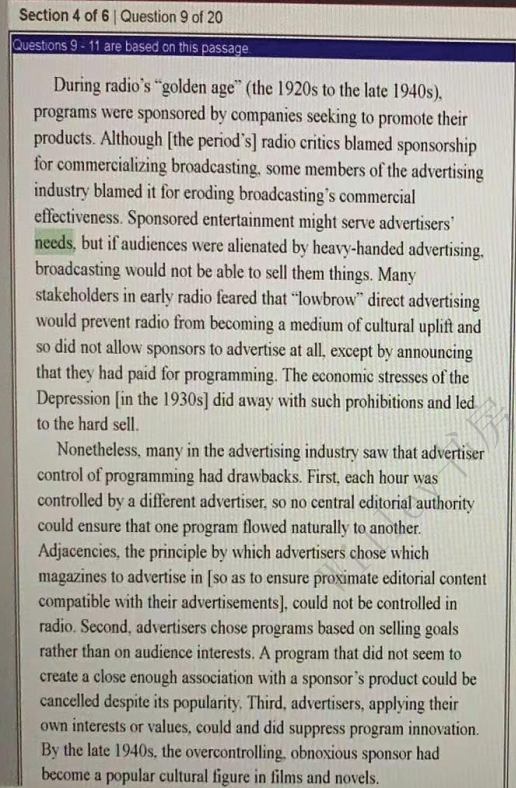 Section 4 of 6 | Question 9 of 20
Questions 9 - 11 are based on this passage
During radio's “golden age” (the 1920s to the late 1940s),
programs were sponsored by companies seeking to promote their
products. Although [the period's] radio critics blamed sponsorship
for commercializing broadcasting, some members of the advertising
industry blamed it for eroding broadcasting's commercial
effectiveness. Sponsored entertainment might serve advertisers'
needs, but if audiences were alienated by heavy-handed advertising,
broadcasting would not be able to sell them things. Many
stakeholders in early radio feared that “lowbrow” direct advertising
would prevent radio from becoming a medium of cultural uplift and
so did not allow sponsors to advertise at all, except by announcing
that they had paid for programming. The economic stresses of the
Depression [in the 1930s] did away with such prohibitions and led
to the hard sell.
Nonetheless, many in the advertising industry saw that advertiser
control of programming had drawbacks. First, each hour was
controlled by a different advertiser, so no central editorial authority
could ensure that one program flowed naturally to another.
Adjacencies, the principle by which advertisers chose which
magazines to advertise in [so as to ensure proximate editorial content
compatible with their advertisements], could not be controlled in
radio. Second, advertisers chose programs based on selling goals
rather than on audience interests. A program that did not seem to
create a close enough association with a sponsor's product could be
cancelled despite its popularity. Third, advertisers, applying their
own interests or values, could and did suppress program innovation.
By the late 1940s, the overcontrolling, obnoxious sponsor had
become a popular cultural figure in films and novels.